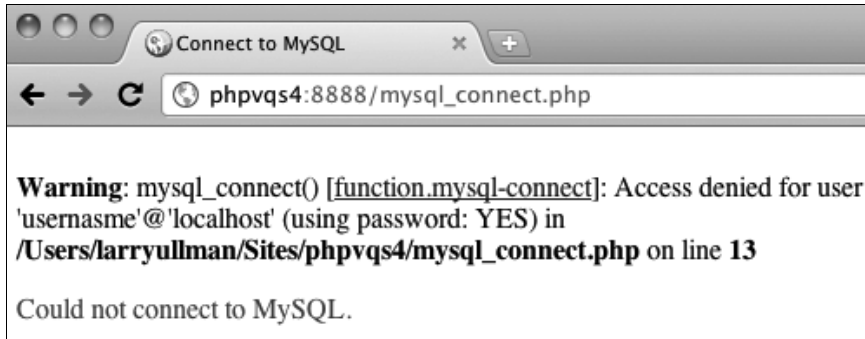 Connect to MySQL
phpvqs4:8888/mysql_connect.php
Warning: mysql_connect() [function.mysql-connect]: Access denied for user
'usernasme'@'localhost' (using password: YES) in
/Users/larryullman/Sites/phpvqs4/mysql_connect.php on line 13
Could not connect to MySQL.